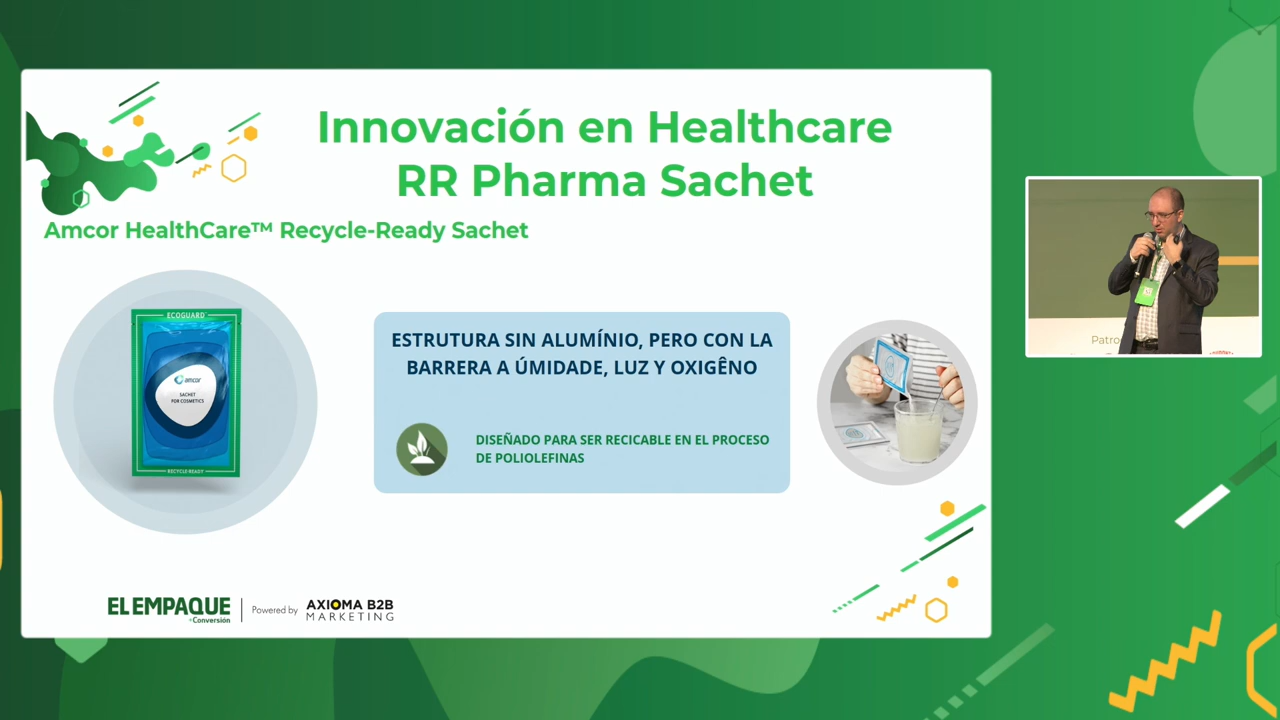 Innovación en Healthcare
RR Pharma Sachet
Amcor HealthCare™ Recycle-Ready Sachet
ECOGUARD™
amcor
SACHET
FOR COSMETICS
RECYCLE-READY
ESTRUTURA SIN ALUMÍNIO, PERO CON LA
BARRERA A ÚMIDADE, LUZ Y OXIGÊNO
DISEÑADO PARA SER RECICABLE EN EL PROCESO
DE POLIOLEFINAS
EL EMPAQUE
+Conversión
Powered by
AXIOMA B2B
MARKETING
Patro